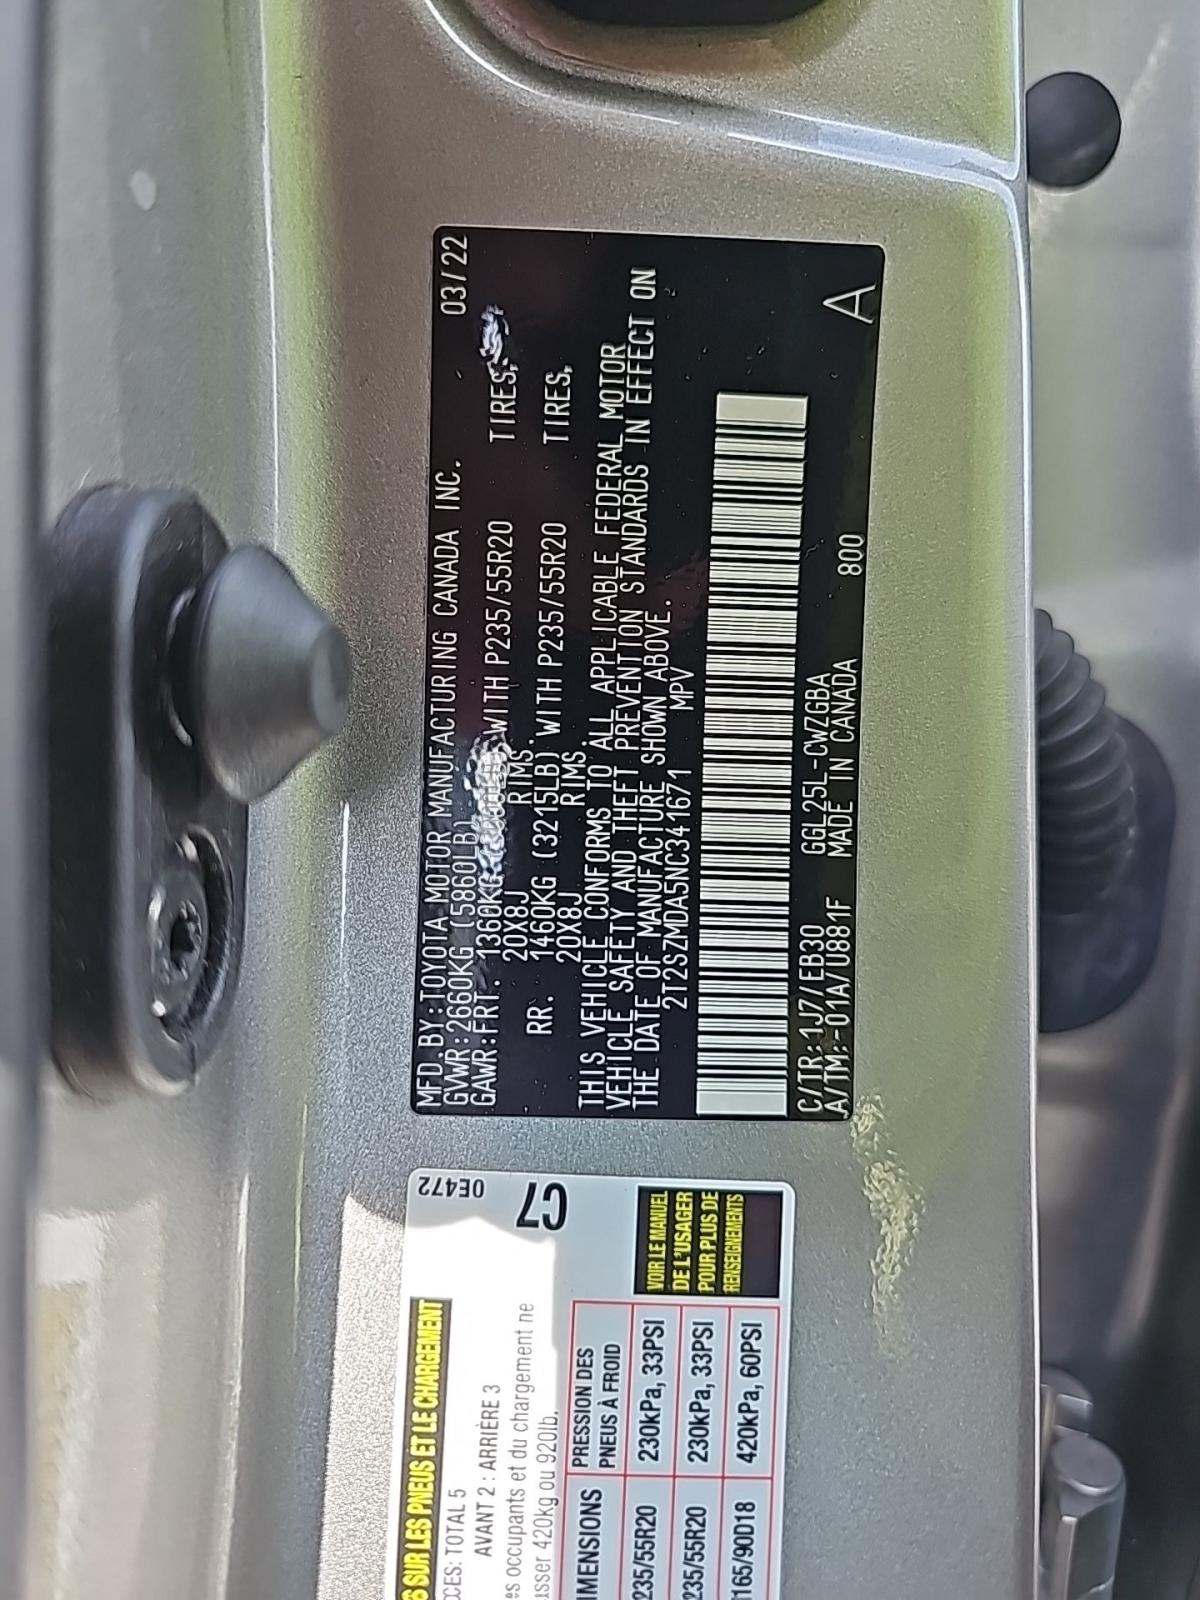 MFD.BY:TOYOTA MOTOR MANUFACTURING CANADA INC. 03/22
GVWR:2660KG (5860LB)
GAWR:FRT. 1360KG WITH P235/55R20 TIRES,
20X8J RIMS.
RR. 1460KG (3215LB) WITH P235/55R20 TIRES,
20X8J RIMS.
THIS VEHICLE CONFORMS TO ALL APPLICABLE FEDERAL MOTOR
VEHICLE SAFETY AND THEFT PREVENTION STANDARDS IN EFFECT ON
THE DATE OF MANUFACTURE SHOWN ABOVE.
2T2SZMDA5NC341671 MPV
C/TR:1J7/EB30 GGL25L-CWZGBA
A/TM:-01A/U881F MADE IN CANADA 800
A
0E472
C7
SUR LES PNEUS ET LE CHARGEMENT
TOTAL 5
AVANT 2 : ARRIÈRE 3
occupants et du chargement ne
420kg ou 920lb.
PRESSION DES
PNEUS À FROID
235/55R20 230kPa, 33PSI
235/55R20 230kPa, 33PSI
165/90D18 420kPa, 60PSI
VOIR LE MANUEL
DE L'USAGER
POUR PLUS DE
RENSEIGNEMENTS